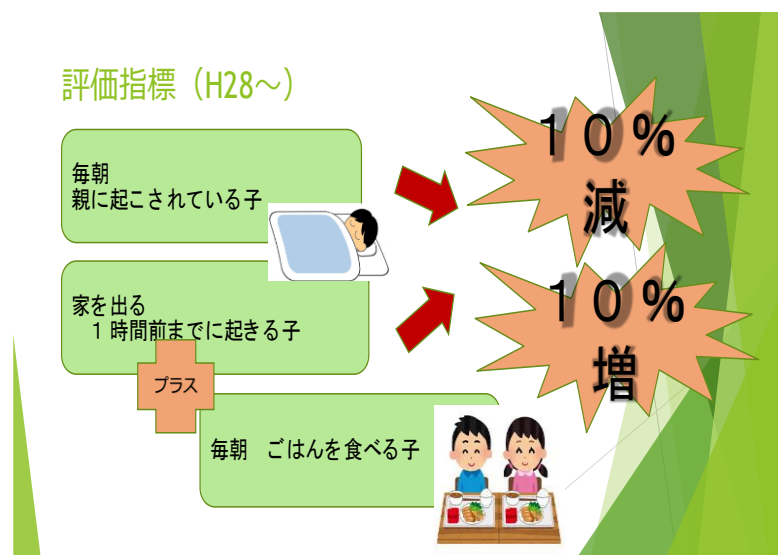 評価指標（H28～）
毎朝
親に起こされている子
１０％
減
家を出る
１時間前までに起きる子
１０％
増
プラス
毎朝　ごはんを食べる子